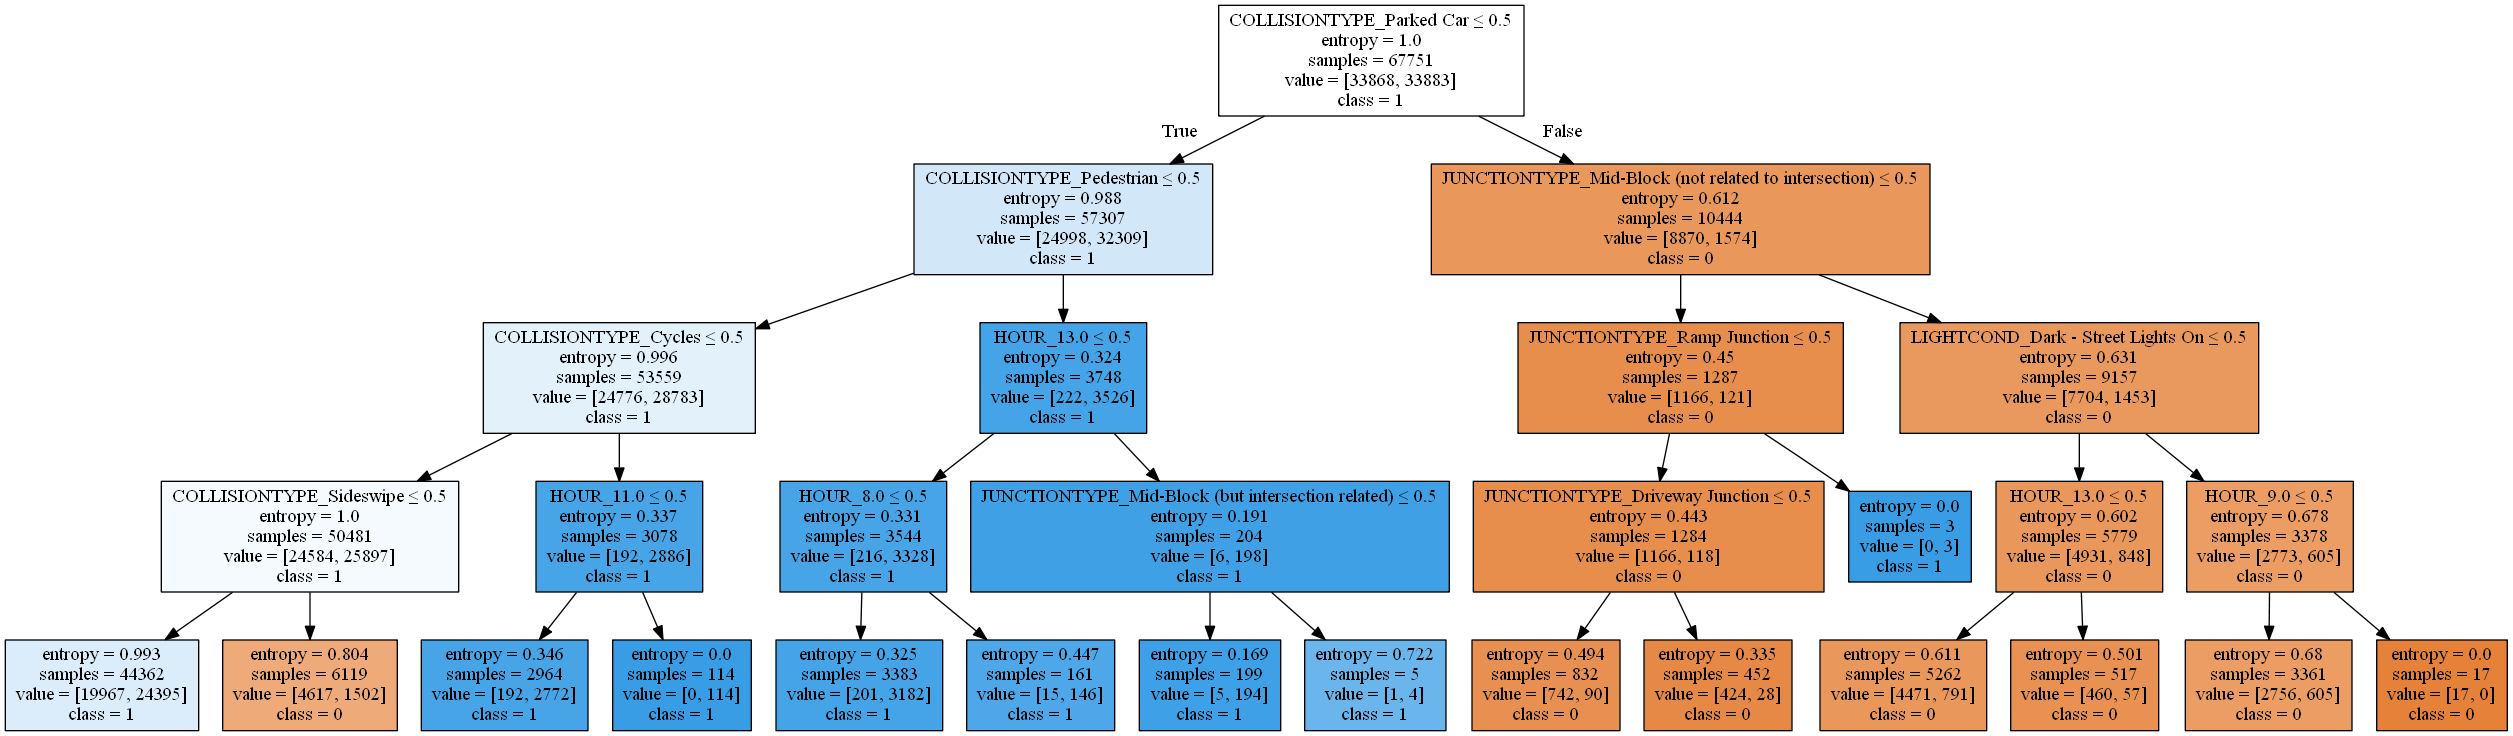 COLLISIONTYPE_Parked Car ≤ 0.5
entropy = 1.0
samples = 67751
value = [33868, 33883]
class = 1
True
False
COLLISIONTYPE_Pedestrian ≤ 0.5
entropy = 0.988
samples = 57307
value = [24998, 32309]
class = 1
JUNCTIONTYPE_Mid-Block (not related to intersection) ≤ 0.5
entropy = 0.612
samples = 10444
value = [8870, 1574]
class = 0
COLLISIONTYPE_Cycles ≤ 0.5
entropy = 0.996
samples = 53559
value = [24776, 28783]
class = 1
HOUR_13.0 ≤ 0.5
entropy = 0.324
samples = 3748
value = [222, 3526]
class = 1
JUNCTIONTYPE_Ramp Junction ≤ 0.5
entropy = 0.45
samples = 1287
value = [1166, 121]
class = 0
LIGHTCOND_Dark - Street Lights On ≤ 0.5
entropy = 0.631
samples = 9157
value = [7704, 1453]
class = 0
COLLISIONTYPE_Sideswipe ≤ 0.5
entropy = 1.0
samples = 50481
value = [24584, 25897]
class = 1
HOUR_11.0 ≤ 0.5
entropy = 0.337
samples = 3078
value = [192, 2886]
class = 1
HOUR_8.0 ≤ 0.5
entropy = 0.331
samples = 3544
value = [216, 3328]
class = 1
JUNCTIONTYPE_Mid-Block (but intersection related) ≤ 0.5
entropy = 0.191
samples = 204
value = [6, 198]
class = 1
JUNCTIONTYPE_Driveway Junction ≤ 0.5
entropy = 0.443
samples = 1284
value = [1166, 118]
class = 0
entropy = 0.0
samples = 3
value = [0, 3]
class = 1
HOUR_13.0 ≤ 0.5
entropy = 0.602
samples = 5779
value = [4931, 848]
class = 0
HOUR_9.0 ≤ 0.5
entropy = 0.678
samples = 3378
value = [2773, 605]
class = 0
entropy = 0.993
samples = 44362
value = [19967, 24395]
class = 1
entropy = 0.804
samples = 6119
value = [4617, 1502]
class = 0
entropy = 0.346
samples = 2964
value = [192, 2772]
class = 1
entropy = 0.0
samples = 114
value = [0, 114]
class = 1
entropy = 0.325
samples = 3383
value = [201, 3182]
class = 1
entropy = 0.447
samples = 161
value = [15, 146]
class = 1
entropy = 0.169
samples = 199
value = [5, 194]
class = 1
entropy = 0.722
samples = 5
value = [1, 4]
class = 1
entropy = 0.494
samples = 832
value = [742, 90]
class = 0
entropy = 0.335
samples = 452
value = [424, 28]
class = 0
entropy = 0.611
samples = 5262
value = [4471, 791]
class = 0
entropy = 0.501
samples = 517
value = [460, 57]
class = 0
entropy = 0.68
samples = 3361
value = [2756, 605]
class = 0
entropy = 0.0
samples = 17
value = [17, 0]
class = 0